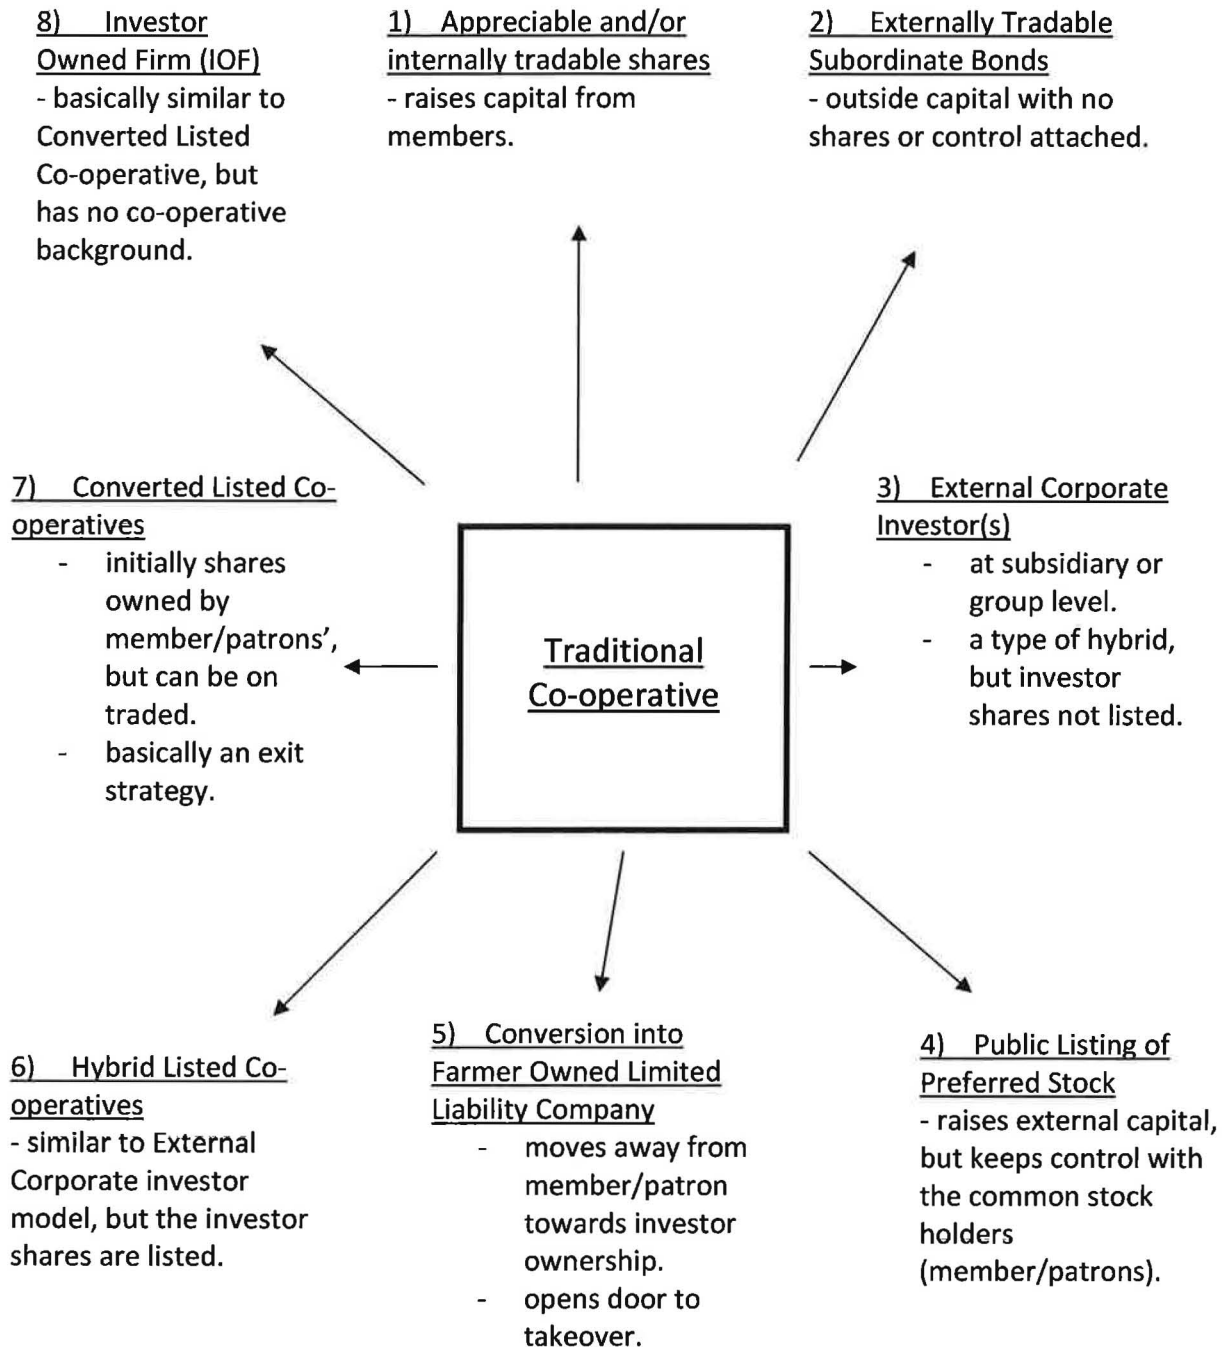 8) Investor
Owned Firm (IOF)
- basically similar to
Converted Listed
Co-operative, but
has no co-operative
background.
1) Appreciable and/or
internally tradable shares
- raises capital from
members.
2) Externally Tradable
Subordinate Bonds
- outside capital with no
shares or control attached.
7) Converted Listed Co-
operatives
- initially shares
owned by
member/patrons',
but can be on
traded.
- basically an exit
strategy.
Traditional
Co-operative
3) External Corporate
Investor(s)
- at subsidiary or
group level.
- a type of hybrid,
but investor
shares not listed.
6) Hybrid Listed Co-
operatives
- similar to External
Corporate investor
model, but the investor
shares are listed.
5) Conversion into
Farmer Owned Limited
Liability Company
- moves away from
member/patron
towards investor
ownership.
- opens door to
takeover.
4) Public Listing of
Preferred Stock
- raises external capital,
but keeps control with
the common stock
holders
(member/patrons).